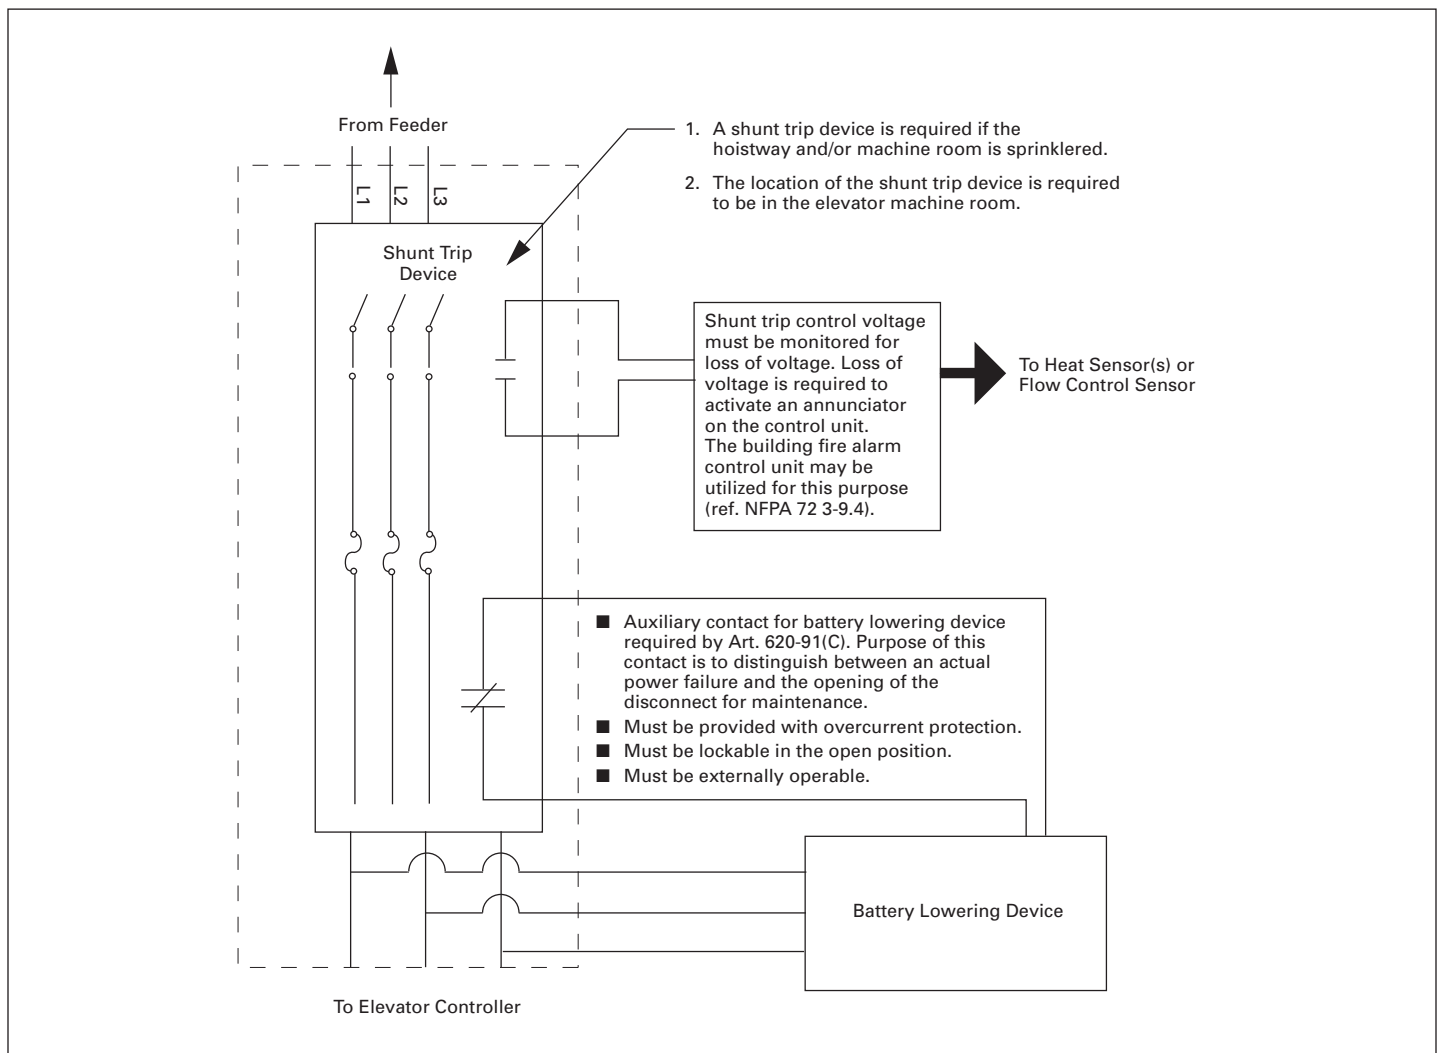 From Feeder
L1
L2
L3
1. A shunt trip device is required if the
hoistway and/or machine room is sprinklered.
2. The location of the shunt trip device is required
to be in the elevator machine room.
Shunt Trip
Device
Shunt trip control voltage
must be monitored for
loss of voltage. Loss of
voltage is required to
activate an annunciator
on the control unit.
The building fire alarm
control unit may be
utilized for this purpose
(ref. NFPA 72 3-9.4).
To Heat Sensor(s) or
Flow Control Sensor
■ Auxiliary contact for battery lowering device
required by Art. 620-91(C). Purpose of this
contact is to distinguish between an actual
power failure and the opening of the
disconnect for maintenance.
■ Must be provided with overcurrent protection.
■ Must be lockable in the open position.
■ Must be externally operable.
Battery Lowering Device
To Elevator Controller